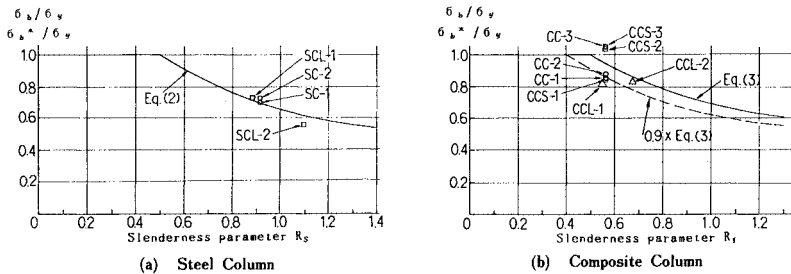 σb/σy
σb*/σy
1.0
0.8
0.6
0.4
0.2
SCL-1
SC-2
SC-1
Eq.(2)
SCL-2
0 0.2 0.4 0.6 0.8 1.0 1.2 1.4
Slenderness parameter Rs
(a) Steel Column
σb/σy
σb*/σy
1.0
0.8
0.6
0.4
0.2
CC-3
CCS-3
CCS-2
CC-2
CC-1
CCS-1
CCL-1
CCL-2
Eq.(3)
0.9 x Eq.(3)
0 0.2 0.4 0.6 0.8 1.0 1.2
Slenderness parameter Rf
(b) Composite Column